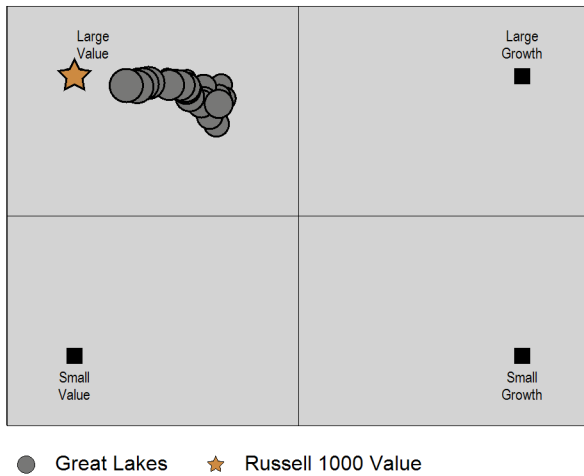 Large
Value
Large
Growth
Small
Value
Small
Growth
Great Lakes
Russell 1000 Value